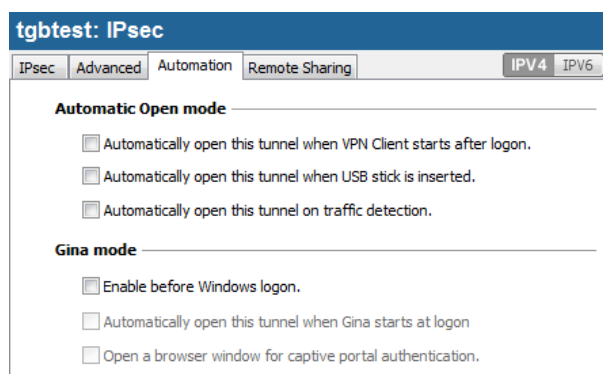 tgbtest: IPsec
IPsec Advanced Automation Remote Sharing IPV4 IPV6
Automatic Open mode
Automatically open this tunnel when VPN Client starts after logon.
Automatically open this tunnel when USB stick is inserted.
Automatically open this tunnel on traffic detection.
Gina mode
Enable before Windows logon.
Automatically open this tunnel when Gina starts at logon
Open a browser window for captive portal authentication.